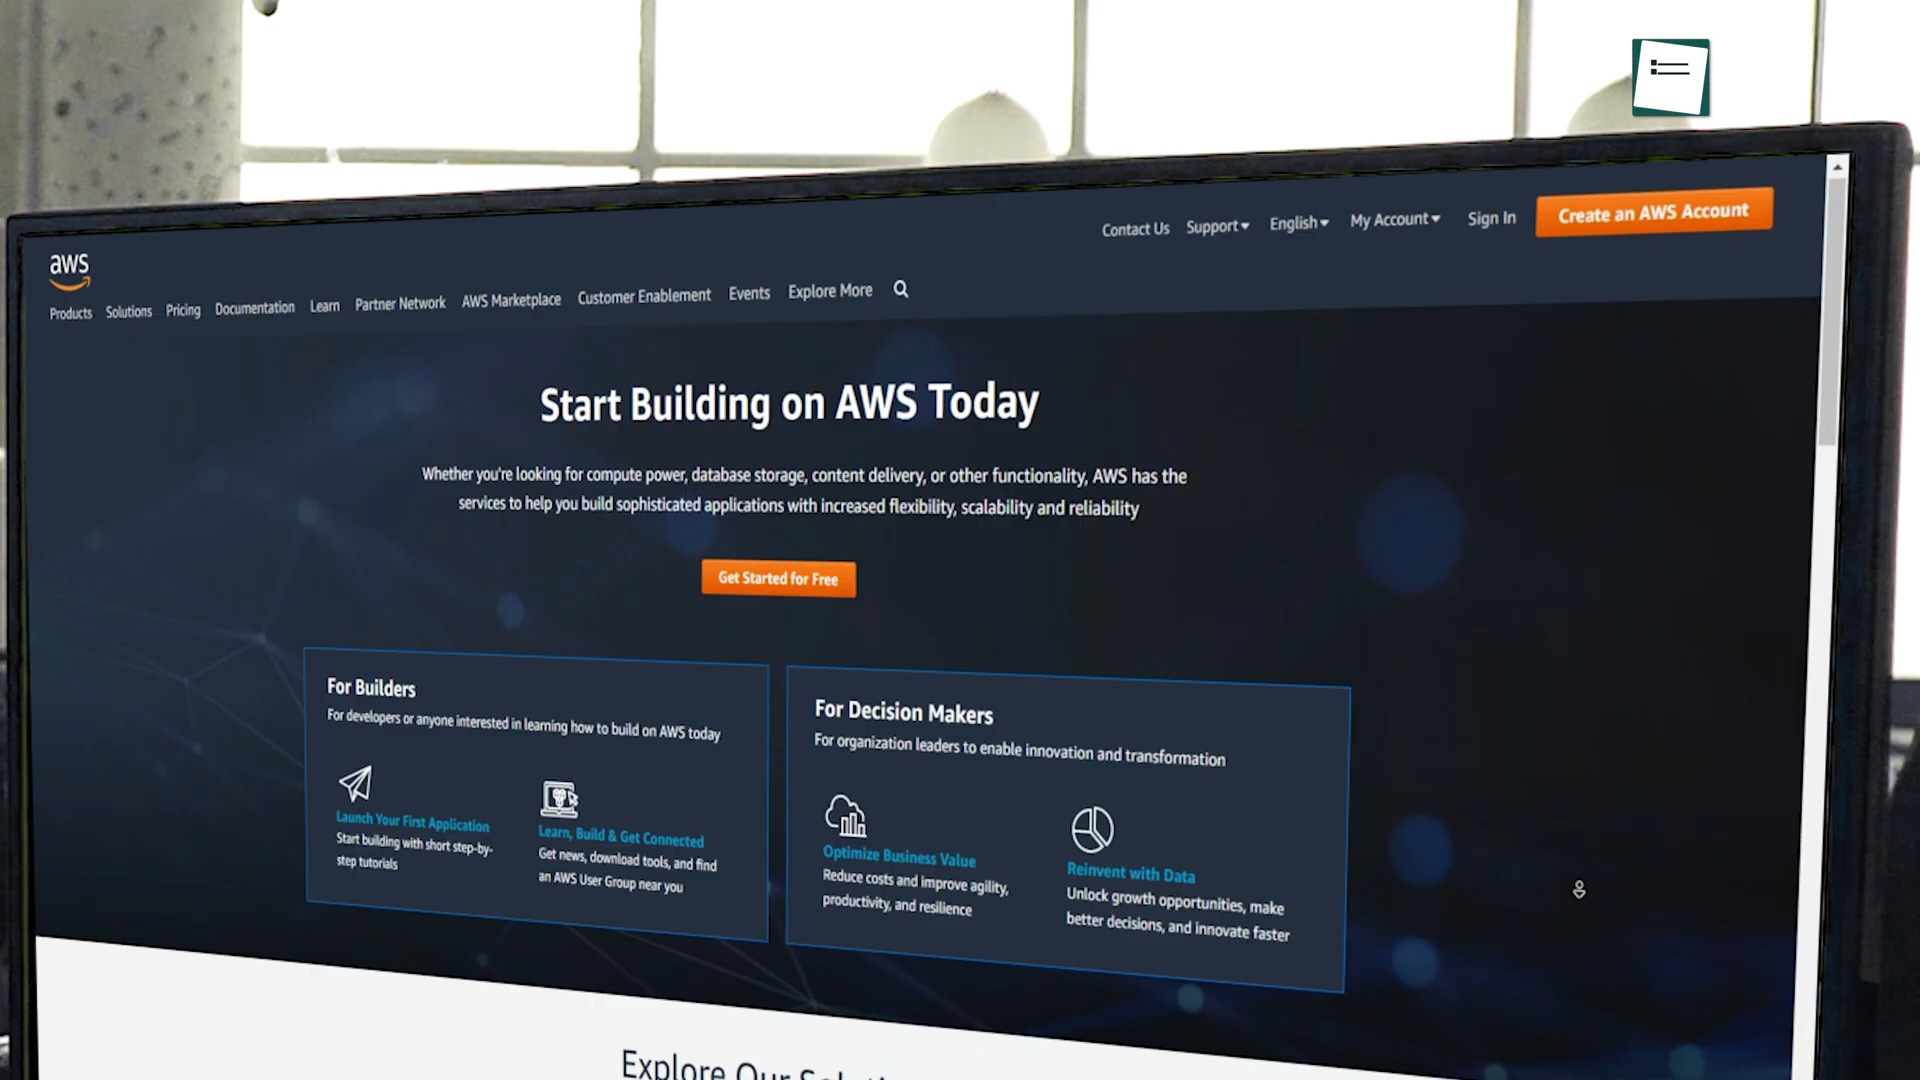 Contact Us Support English My Account Sign In Create an AWS Account
aws
Products Solutions Pricing Documentation Learn Partner Network AWS Marketplace Customer Enablement Events Explore More
Start Building on AWS Today
Whether you're looking for compute power, database storage, content delivery, or other functionality, AWS has the
services to help you build sophisticated applications with increased flexibility, scalability and reliability
Get Started for Free
For Builders
For developers or anyone interested in learning how to build on AWS today
Launch Your First Application
Start building with short step-by-
step tutorials
Learn, Build & Get Connected
Get news, download tools, and find
an AWS User Group near you
For Decision Makers
For organization leaders to enable innovation and transformation
Optimize Business Value
Reduce costs and improve agility,
productivity, and resilience
Reinvent with Data
Unlock growth opportunities, make
better decisions, and innovate faster
Explore Our